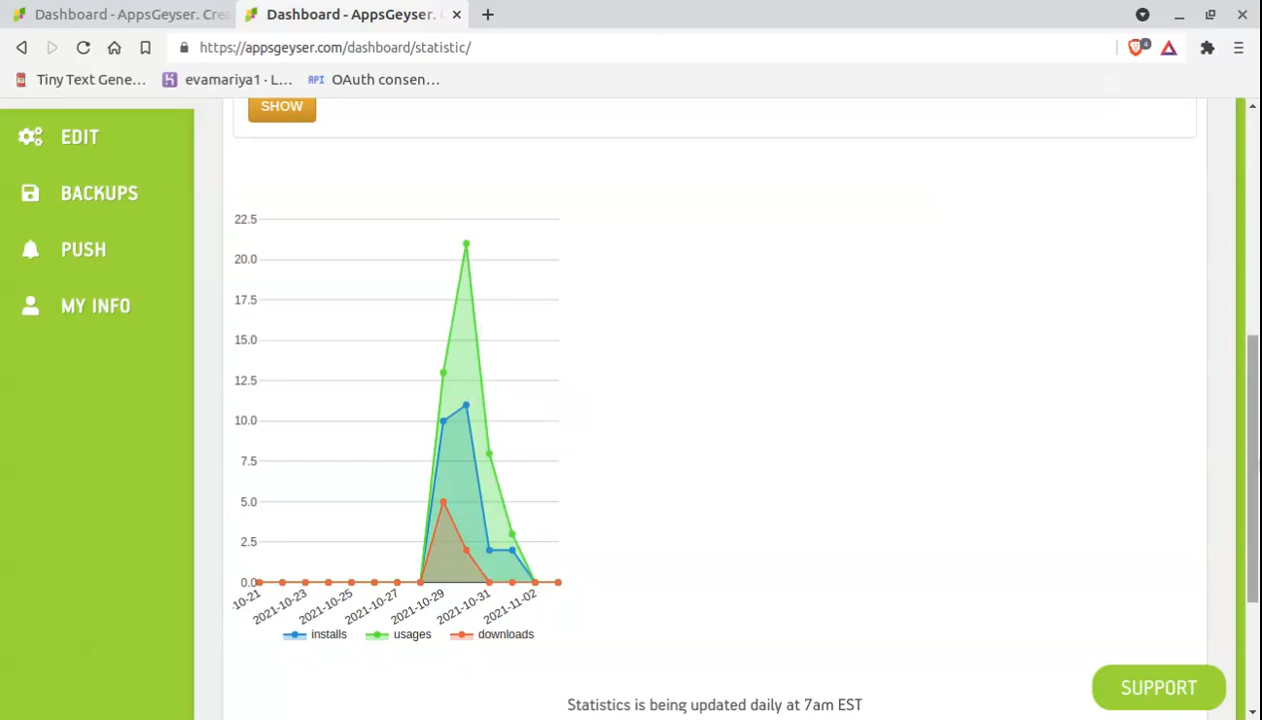 Dashboard - AppsGeyser. Crea
Dashboard - AppsGeyser. C
https://appsgeyser.com/dashboard/statistic/
4
Tiny Text Gene...
evamariya1 · L...
API OAuth consen...
SHOW
EDIT
BACKUPS
PUSH
MY INFO
22.5
20.0
17.5
15.0
12.5
10.0
7.5
5.0
2.5
0.0
-10-21
2021-10-23
2021-10-25
2021-10-27
2021-10-29
2021-10-31
2021-11-02
installs usages downloads
SUPPORT
Statistics is being updated daily at 7am EST